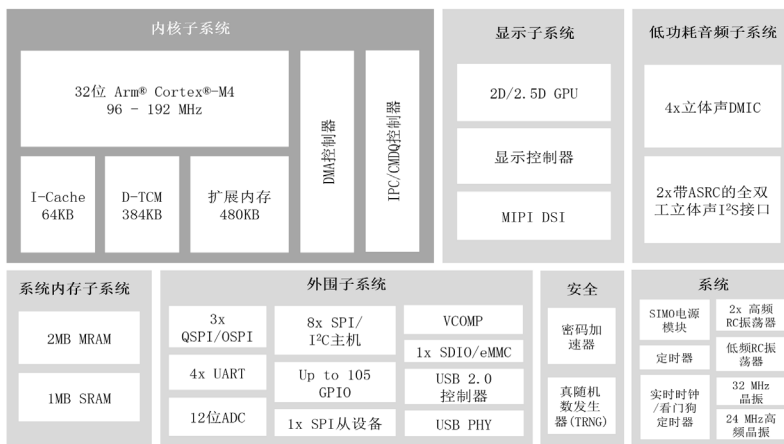 内核子系统
32位 Arm® Cortex®-M4
96 - 192 MHz
I-Cache
64KB
D-TCM
384KB
扩展内存
480KB
DMA控制器
IPC/CMDQ控制器
显示子系统
2D/2.5D GPU
显示控制器
MIPI DSI
低功耗音频子系统
4x立体声DMIC
2x带ASRC的全双
工立体声I²S接口
系统内存子系统
2MB MRAM
1MB SRAM
外围子系统
3x
QSPI/OSPI
4x UART
12位ADC
8x SPI/
I²C主机
Up to 105
GPIO
1x SPI从设备
VCOMP
1x SDIO/eMMC
USB 2.0
控制器
USB PHY
安全
密码加
速器
真随机
数发生
器(TRNG)
系统
SIMO电源
模块
定时器
实时时钟
/看门狗
定时器
2x 高频
RC振荡器
低频RC振
荡器
32 MHz
晶振
24 MHz高
频晶振